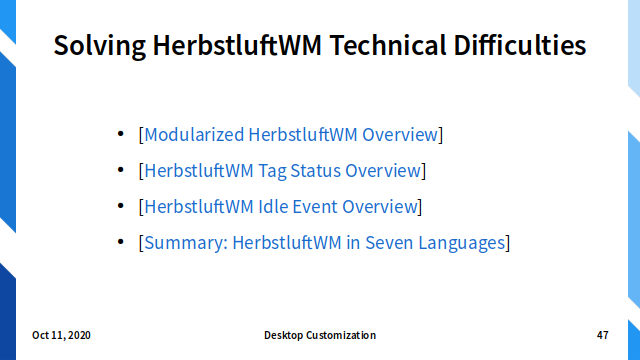 Solving HerbstluftWM Technical Difficulties
• [Modularized HerbstluftWM Overview]
• [HerbstluftWM Tag Status Overview]
• [HerbstluftWM Idle Event Overview]
• [Summary: HerbstluftWM in Seven Languages]
Oct 11, 2020 Desktop Customization 47